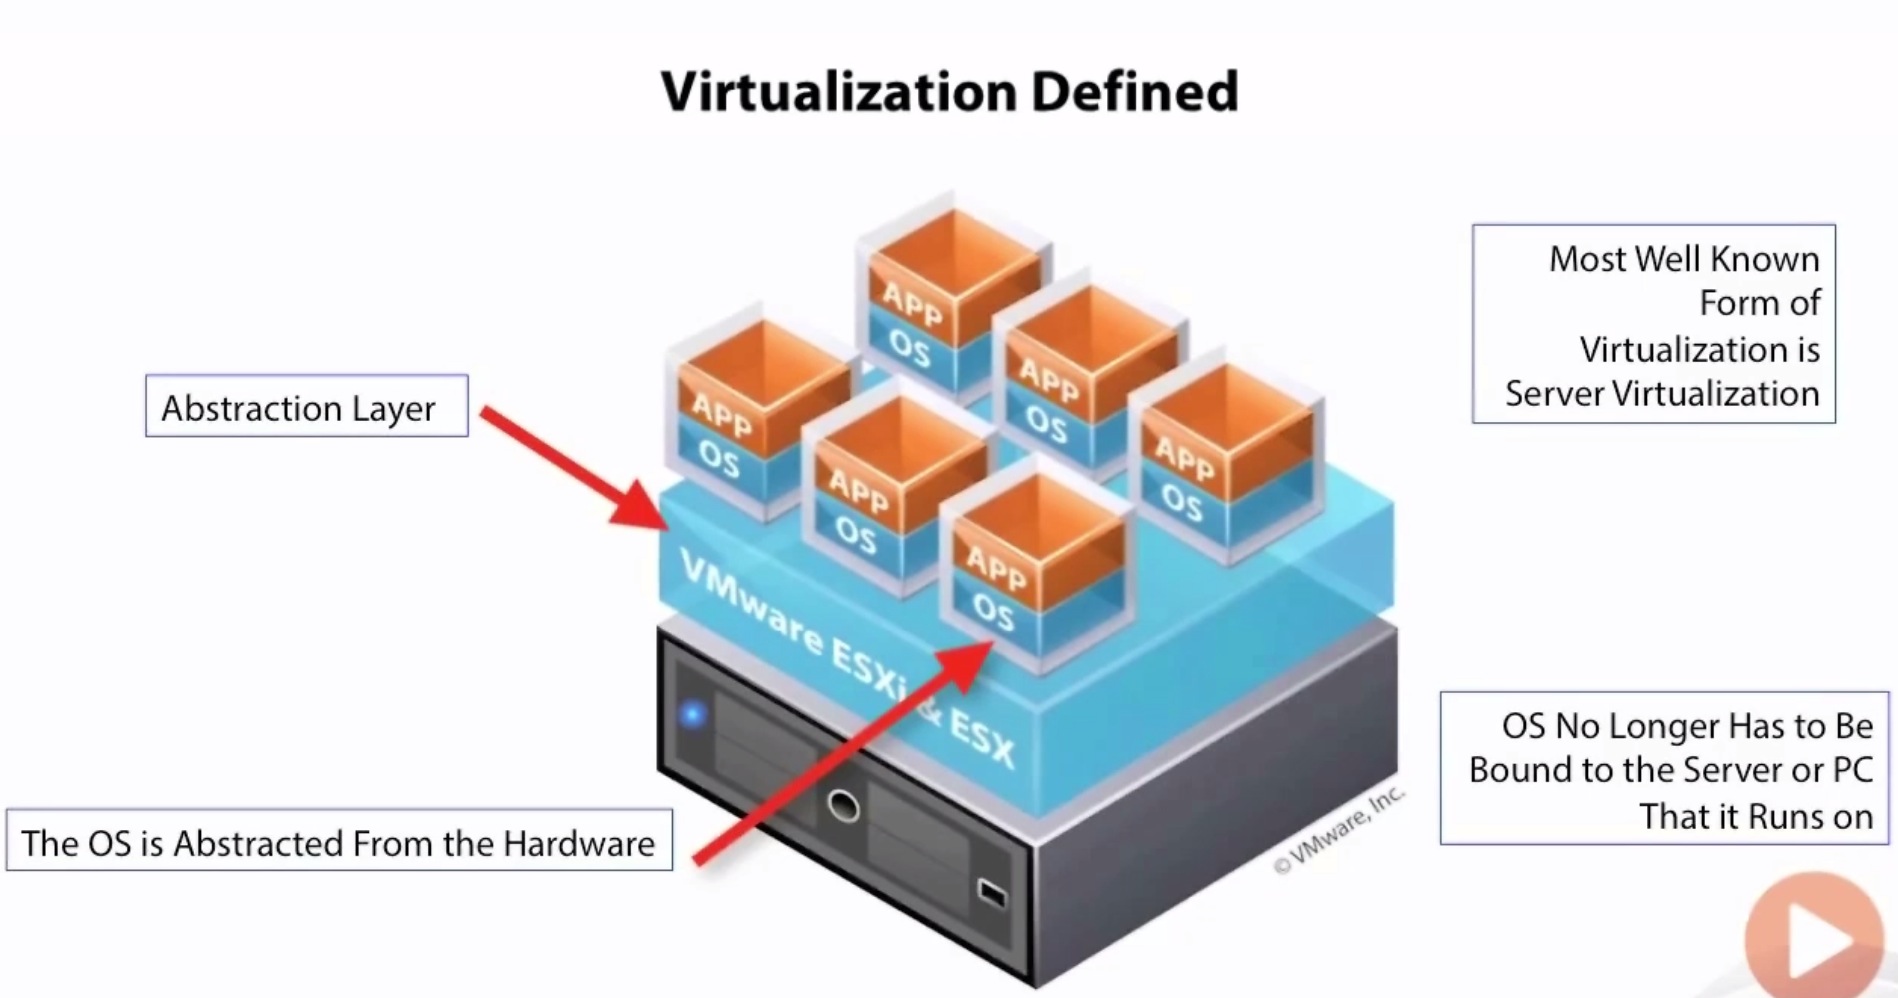 Virtualization Defined
Most Well Known
Form of
Virtualization is
Server Virtualization
Abstraction Layer
APP
OS
APP
OS
APP
OS
APP
OS
APP
OS
APP
OS
VMware ESXi & ESX
OS No Longer Has to Be
Bound to the Server or PC
That it Runs on
The OS is Abstracted From the Hardware
© VMware, Inc.